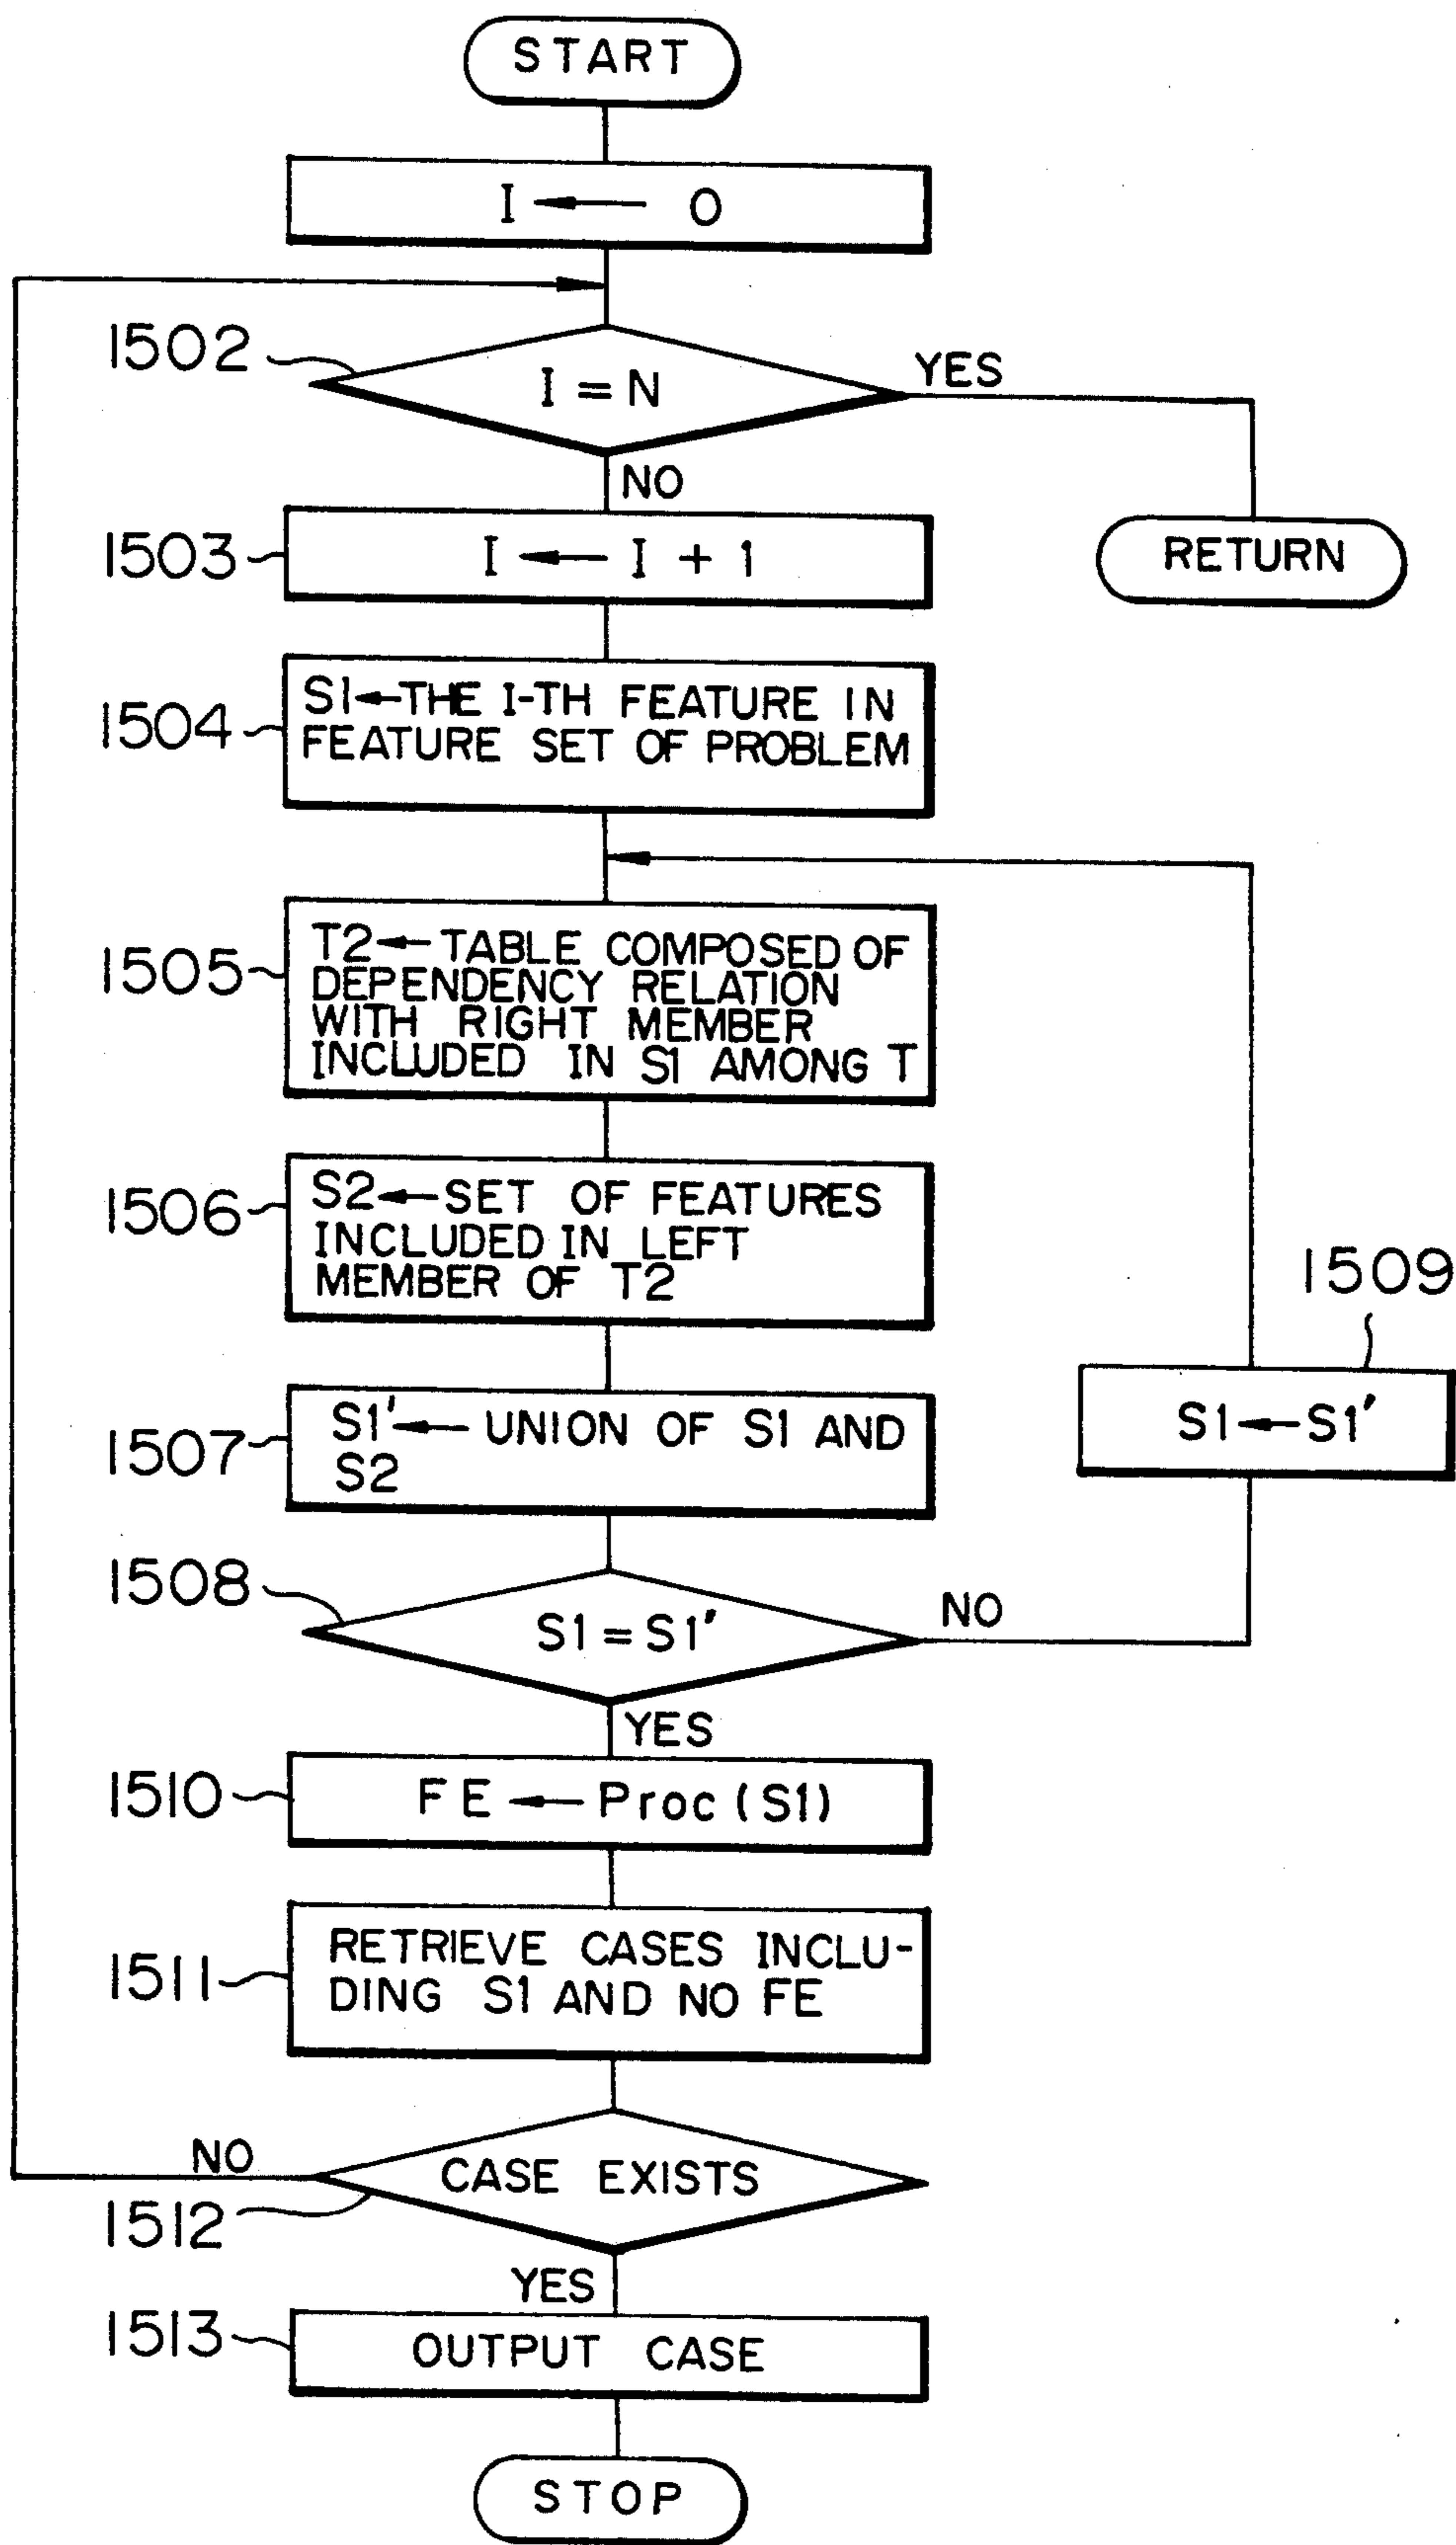 START
I ← 0
1502
I = N
YES
NO
RETURN
1503
I ← I + 1
1504
S1←THE I-TH FEATURE IN
FEATURE SET OF PROBLEM
1505
T2←TABLE COMPOSED OF
DEPENDENCY RELATION
WITH RIGHT MEMBER
INCLUDED IN S1 AMONG T
1506
S2←SET OF FEATURES
INCLUDED IN LEFT
MEMBER OF T2
1509
S1←S1'
1507
S1'← UNION OF S1 AND
S2
1508
S1=S1'
NO
YES
1510
FE ← Proc (S1)
1511
RETRIEVE CASES INCLU-
DING S1 AND NO FE
NO
CASE EXISTS
1512
YES
1513
OUTPUT CASE
STOP